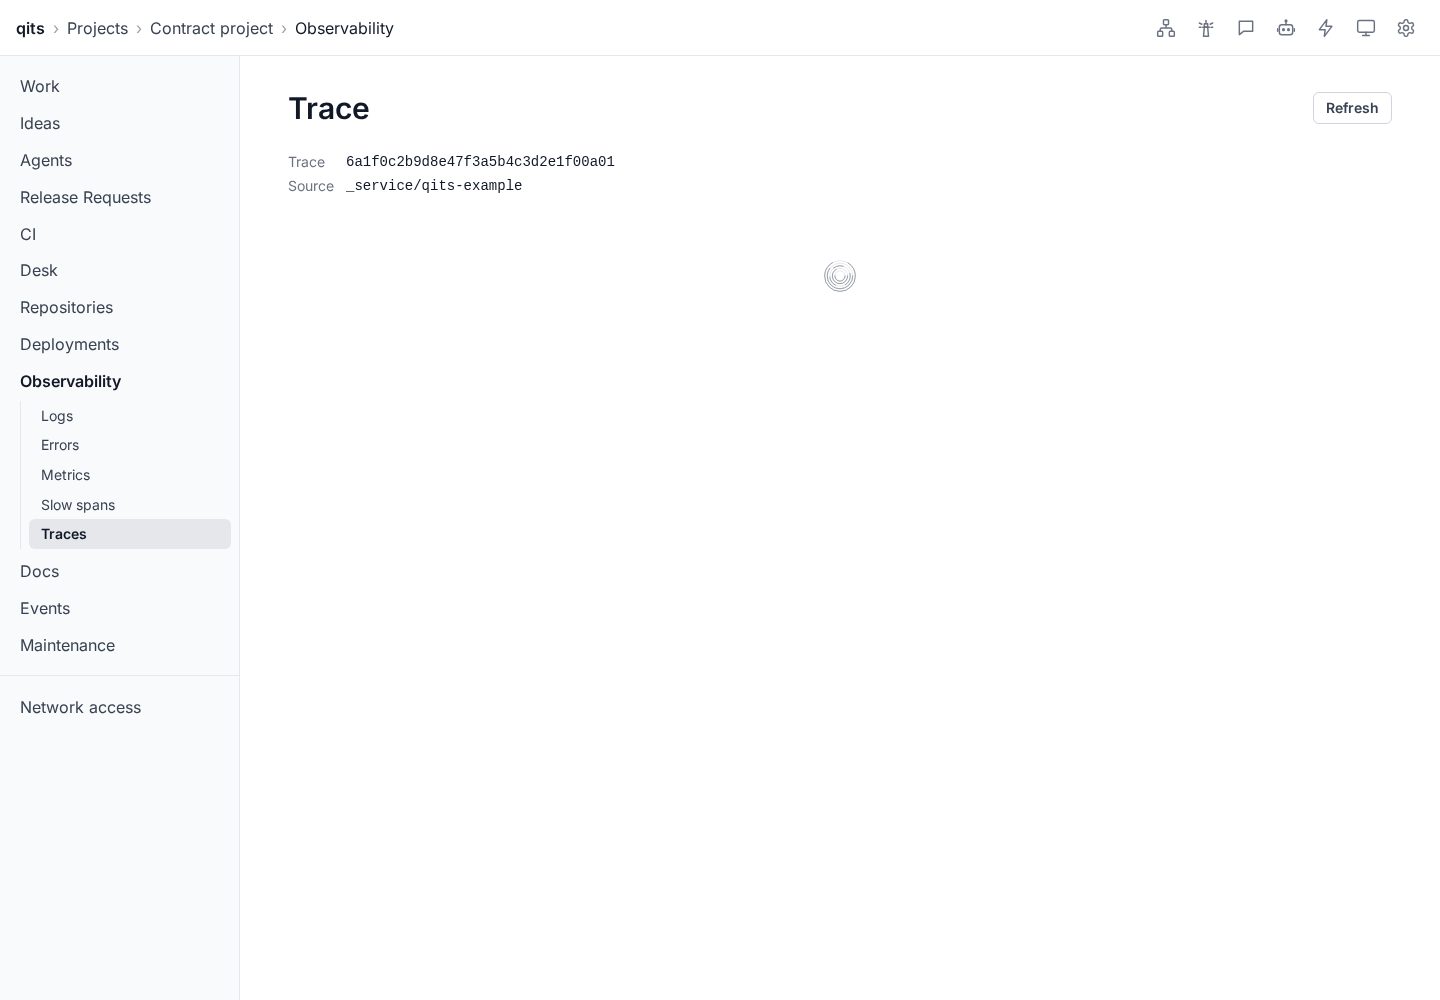 qits › Projects › Contract project › Observability
Work
Ideas
Agents
Release Requests
CI
Desk
Repositories
Deployments
Observability
Logs
Errors
Metrics
Slow spans
Traces
Docs
Events
Maintenance
Network access
Trace
Refresh
Trace 6a1f0c2b9d8e47f3a5b4c3d2e1f00a01
Source _service/qits-example